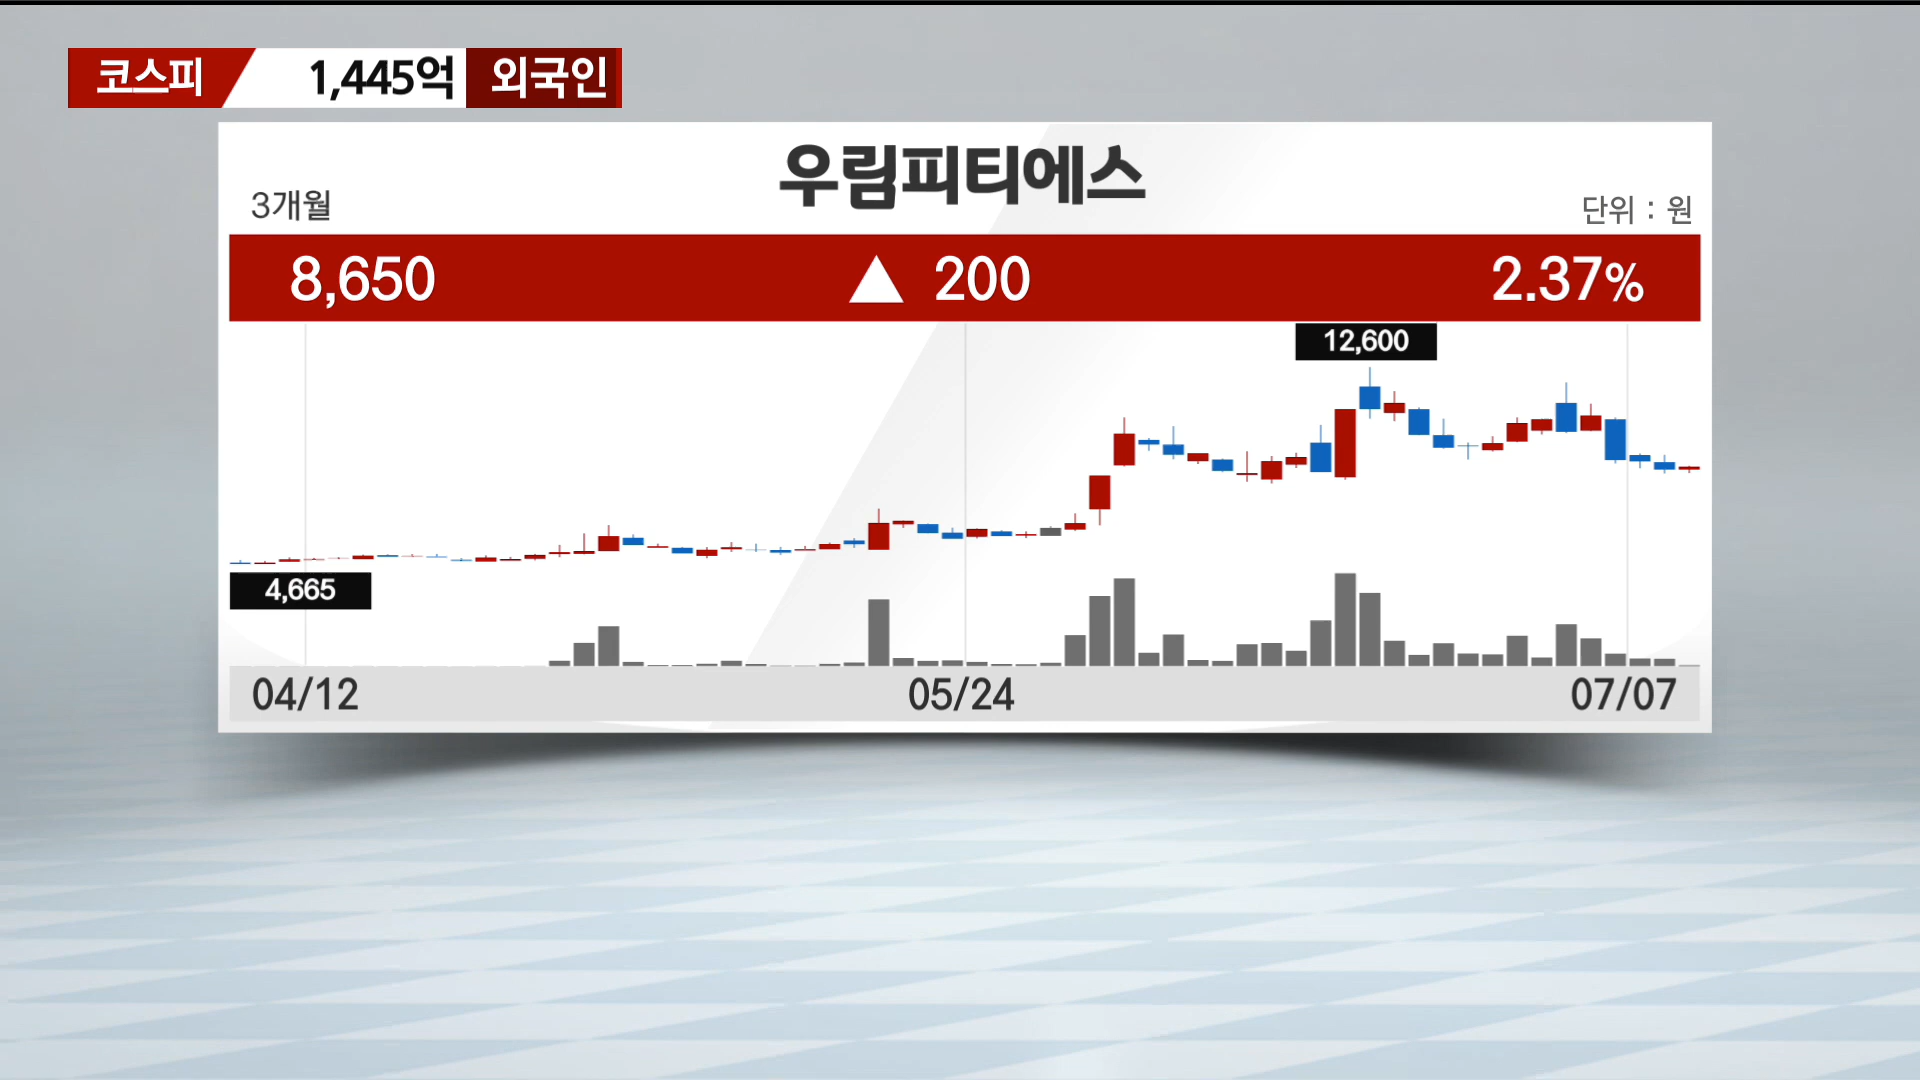 코스피 1,445억 외국인
우림피티에스
3개월
단위 : 원
8,650 ▲ 200 2.37%
12,600
4,665
04/12 05/24 07/07